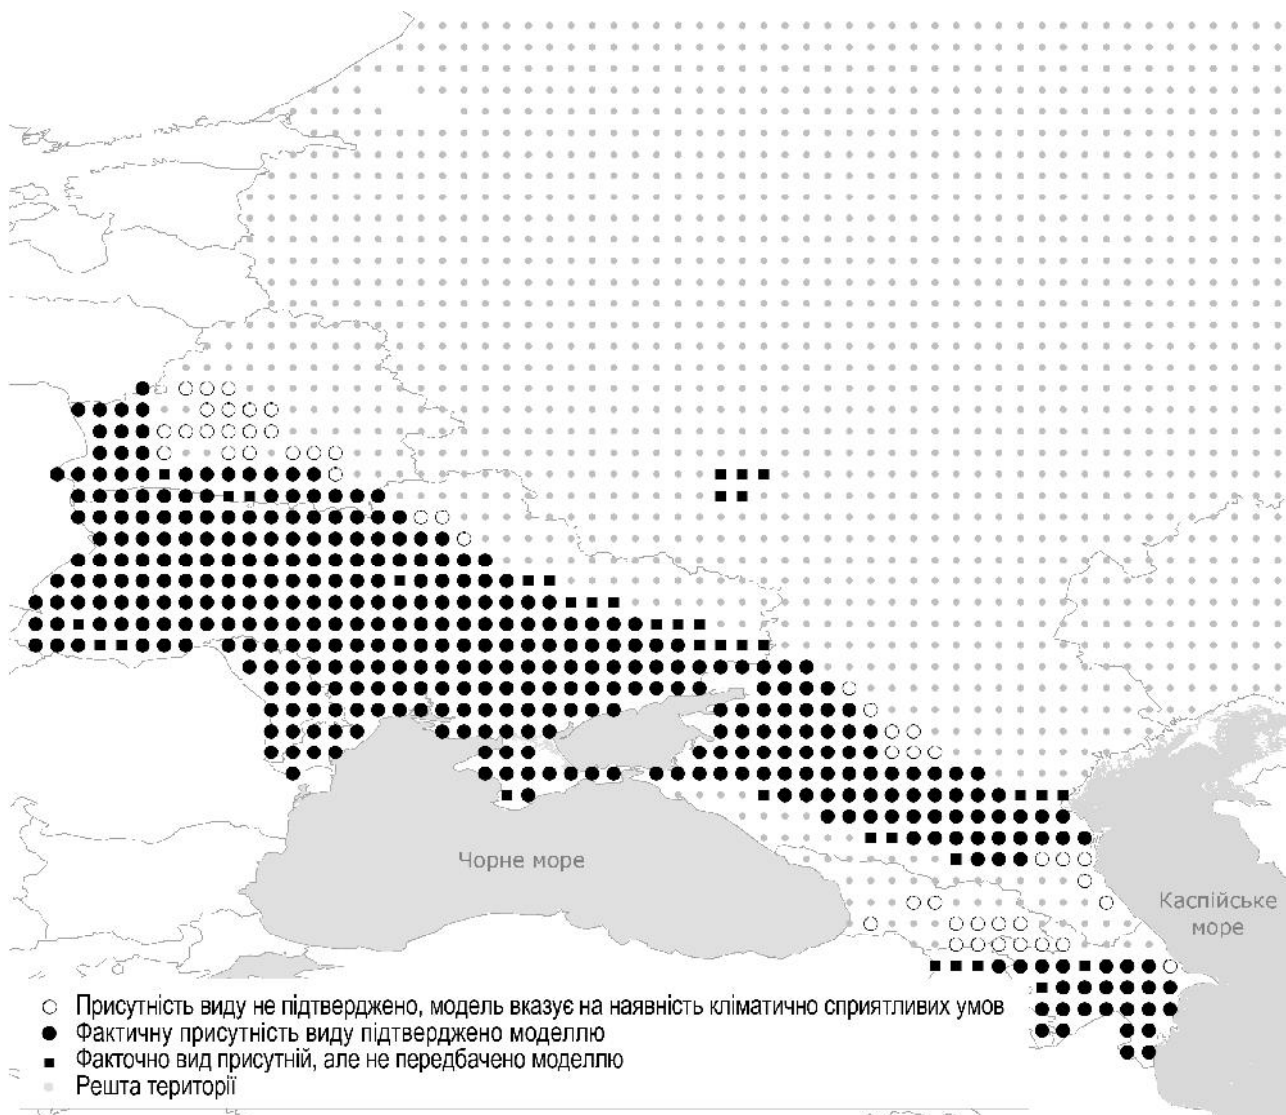 Чорне море
Каспійське
море
Присутність виду не підтверджено, модель вказує на наявність кліматично сприятливих умов
Фактичну присутність виду підтверджено моделлю
Факточно вид присутній, але не передбачено моделлю
Решта території